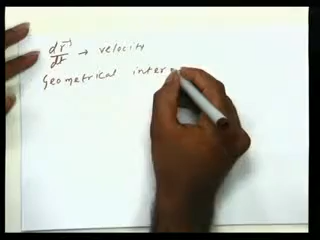 dr⃗/dt → velocity
Geometrical inter